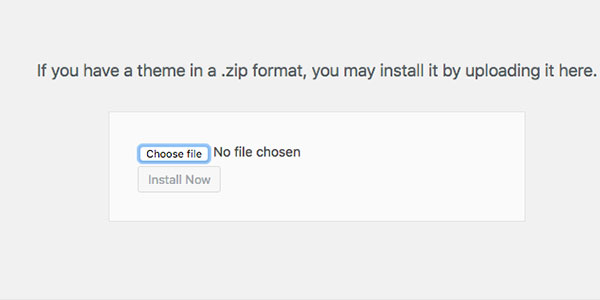 If you have a theme in a .zip format, you may install it by uploading it here.
Choose file No file chosen
Install Now